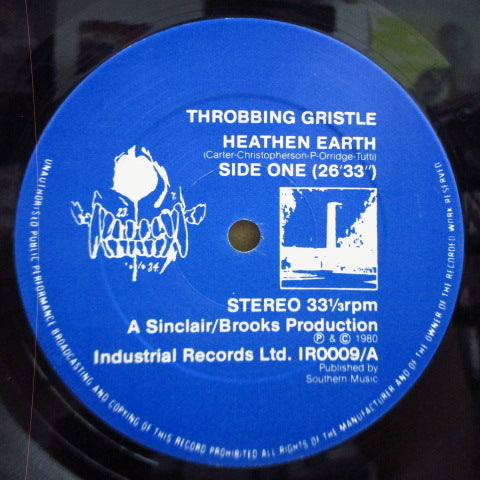 THROBBING GRISTLE
HEATHEN EARTH
(Carter-Christopherson-P-Orridge-Tutti)
SIDE ONE (26'33")
23
STEREO 33⅓rpm
A Sinclair/Brooks Production
Ⓟ & © 1980
Industrial Records Ltd. IR0009/A
Published by
Southern Music
UNAUTHORISED PUBLIC PERFORMANCE BROADCASTING AND COPYING OF THIS RECORD PROHIBITED ALL RIGHTS OF THE MANUFACTURER AND OF THE OWNER OF THE RECORDED WORK RESERVED